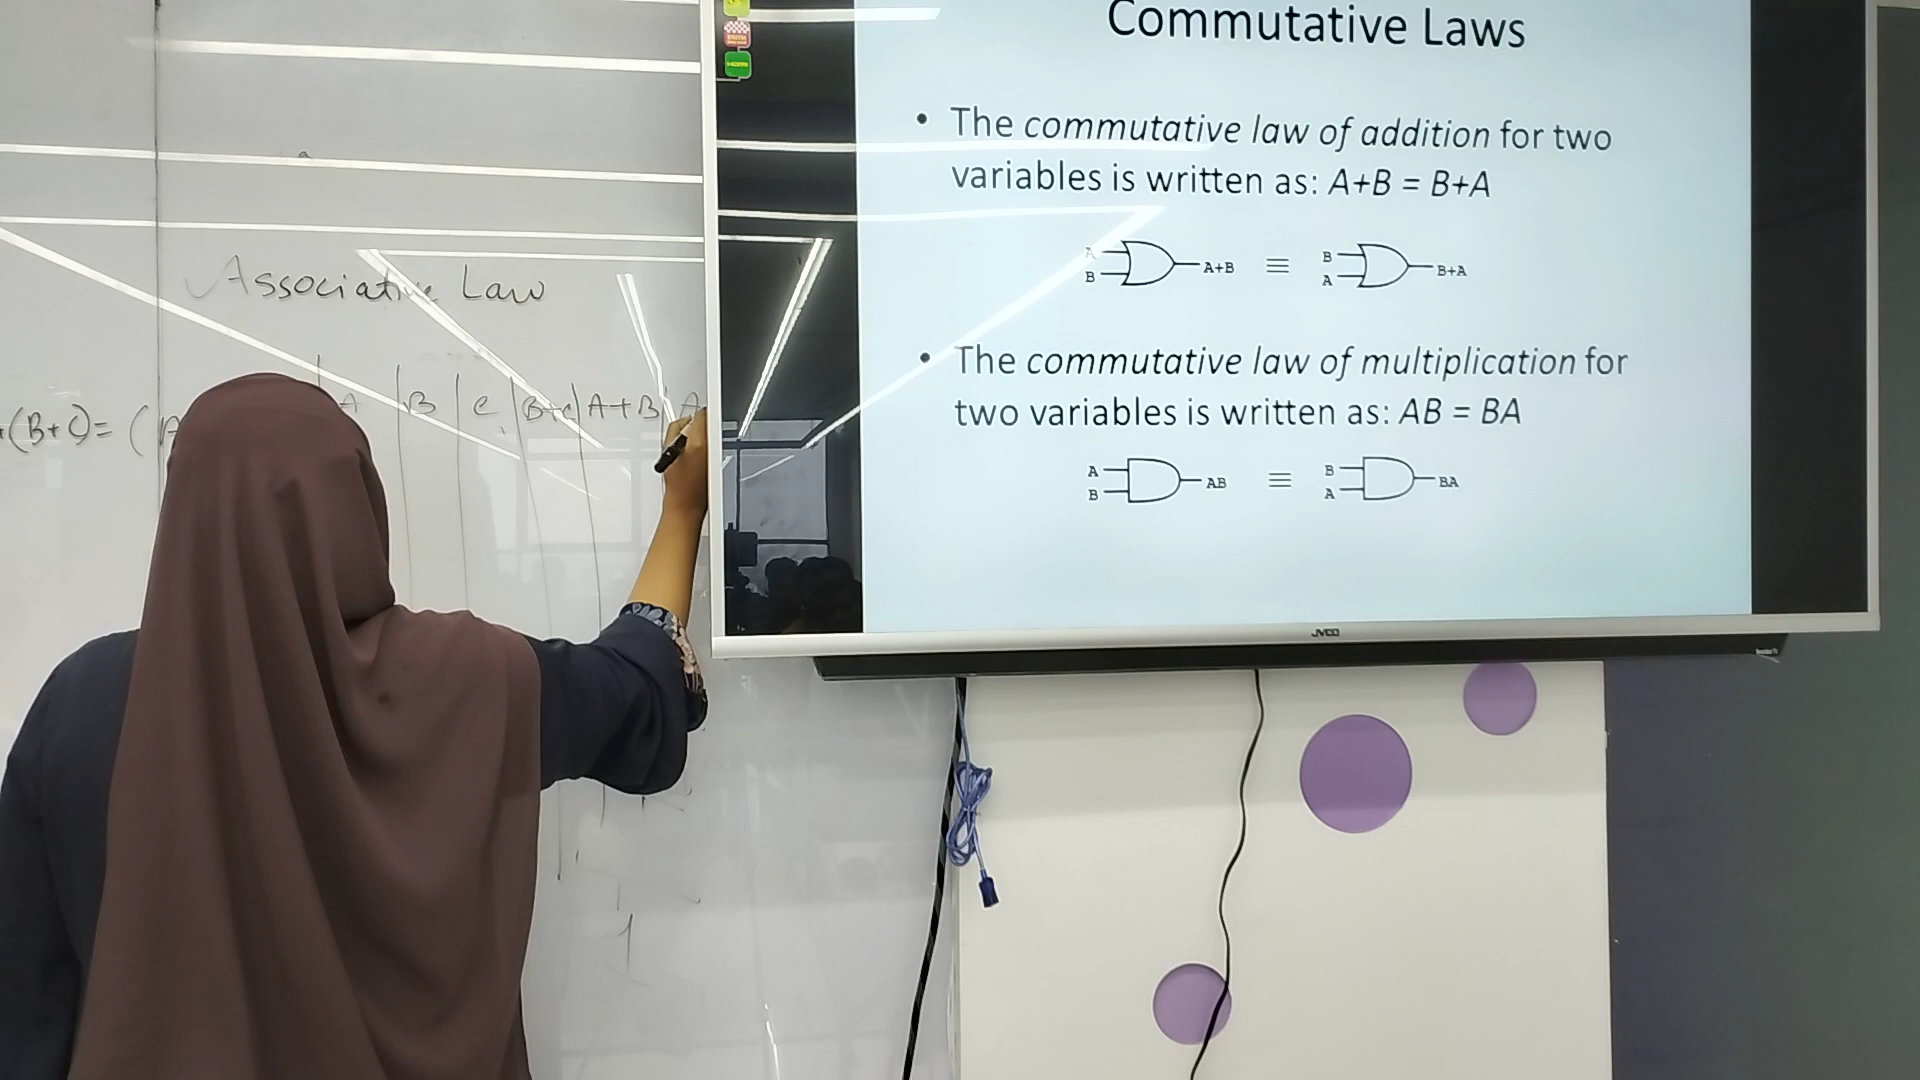 Associative Law
(B+C)= (A
A B C B+C A+B A
Commutative Laws
• The commutative law of addition for two
variables is written as: A+B = B+A
A
B
A+B
≡
B
A
B+A
• The commutative law of multiplication for
two variables is written as: AB = BA
A
B
AB
≡
B
A
BA
JVCO